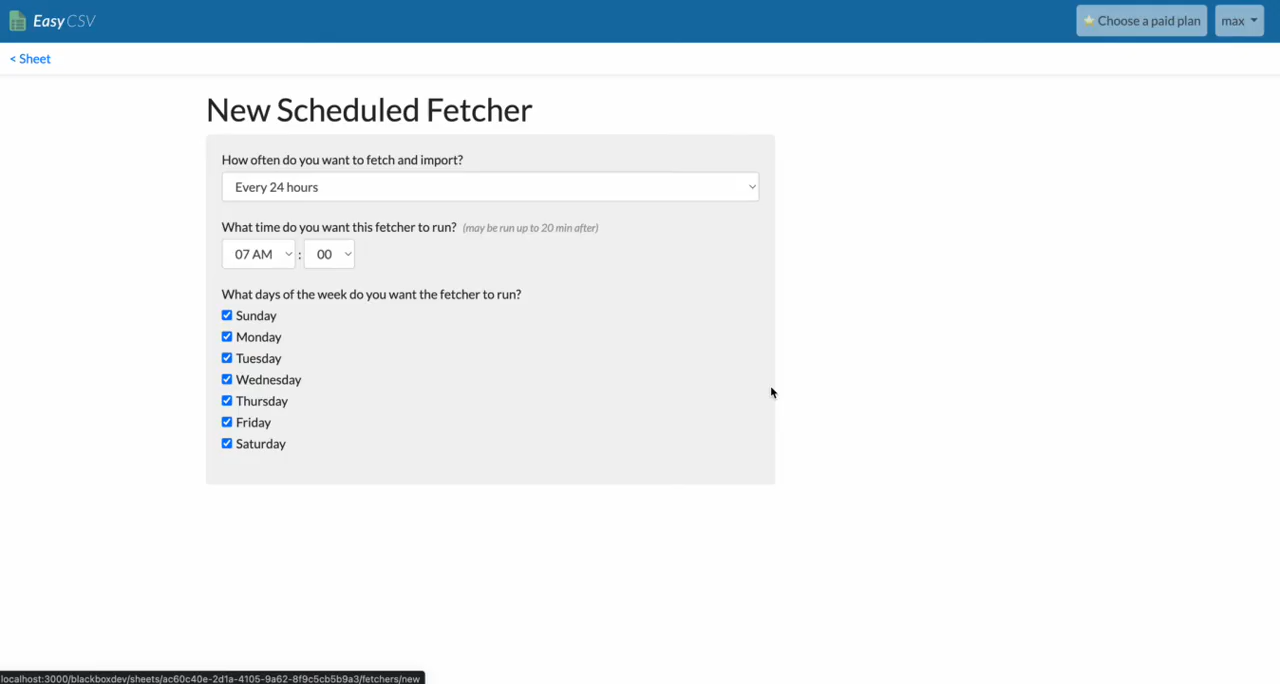 EasyCSV
Choose a paid plan
max
< Sheet
New Scheduled Fetcher
How often do you want to fetch and import?
Every 24 hours
What time do you want this fetcher to run? (may be run up to 20 min after)
07 AM : 00
What days of the week do you want the fetcher to run?
Sunday
Monday
Tuesday
Wednesday
Thursday
Friday
Saturday
localhost:3000/blackboxdev/sheets/ac60c40e-2d1a-4105-9a62-8f9c5cb5b9a3/fetchers/new